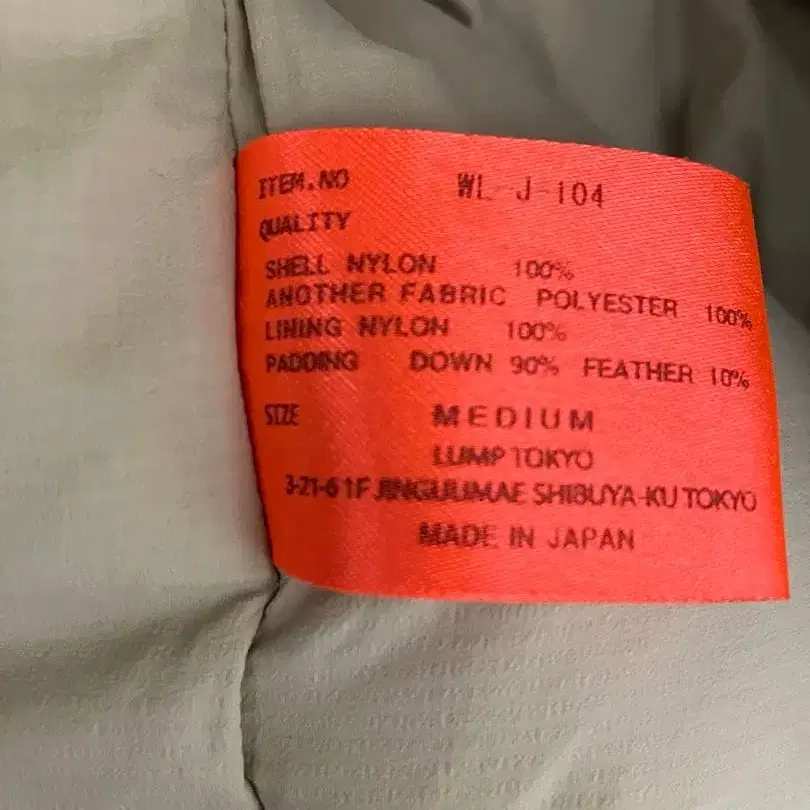 ITEM.NO WL-J-104
QUALITY
SHELL NYLON 100%
ANOTHER FABRIC POLYESTER 100%
LINING NYLON 100%
PADDING DOWN 90% FEATHER 10%
SIZE MEDIUM
LUMP TOKYO
3-21-6 1F JINGUUMAE SHIBUYA-KU TOKYO
MADE IN JAPAN